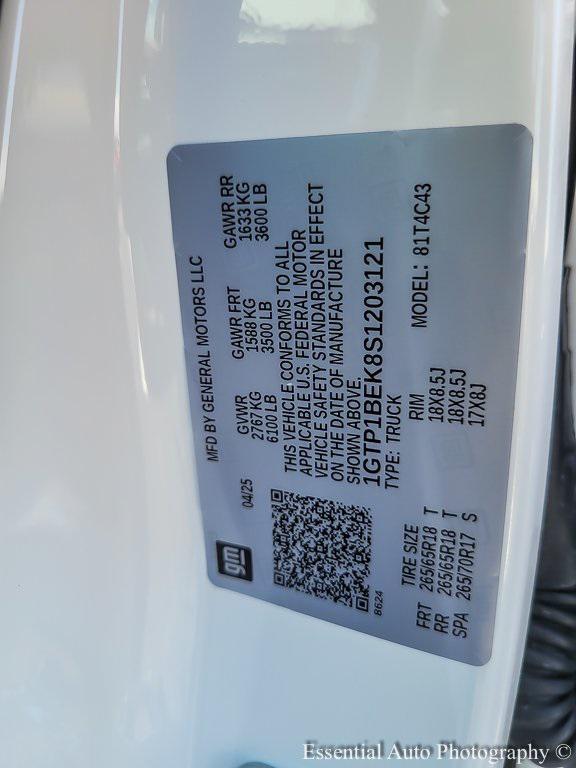 MFD BY GENERAL MOTORS LLC
gm
04/25
GVWR
2767 KG
6100 LB
GAWR FRT
1588 KG
3500 LB
GAWR RR
1633 KG
3600 LB
THIS VEHICLE CONFORMS TO ALL
APPLICABLE U.S. FEDERAL MOTOR
VEHICLE SAFETY STANDARDS IN EFFECT
ON THE DATE OF MANUFACTURE
SHOWN ABOVE.
1GTP1BEK8S1203121
TYPE: TRUCK
8624
MODEL: 81T4C43
TIRE SIZE RIM
FRT 265/65R18 T 18X8.5J
RR 265/65R18 T 18X8.5J
SPA 265/70R17 S 17X8J
Essential Auto Photography ©